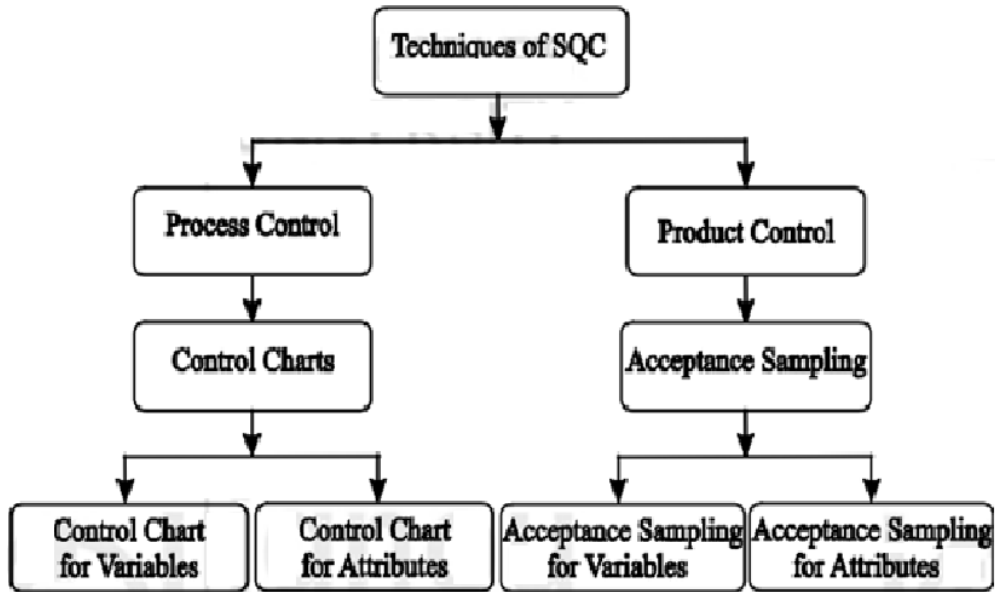 Techniques of SQC
Process Control
Product Control
Control Charts
Acceptance Sampling
Control Chart
for Variables
Control Chart
for Attributes
Acceptance Sampling
for Variables
Acceptance Sampling
for Attributes